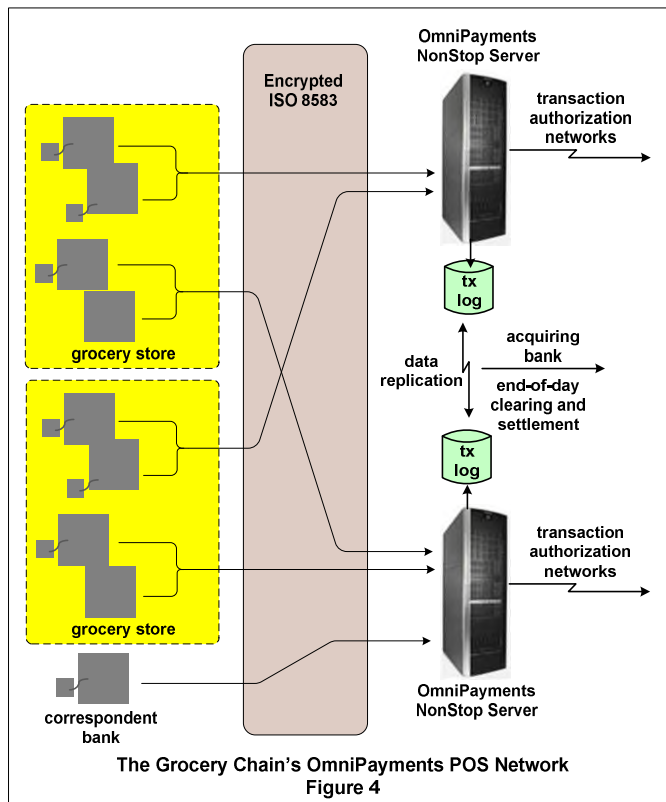 OmniPayments
NonStop Server
Encrypted
ISO 8583
transaction
authorization
networks
tx
log
grocery store
data
replication
acquiring
bank
end-of-day
clearing and
settlement
tx
log
transaction
authorization
networks
grocery store
correspondent
bank
OmniPayments
NonStop Server
The Grocery Chain's OmniPayments POS Network
Figure 4